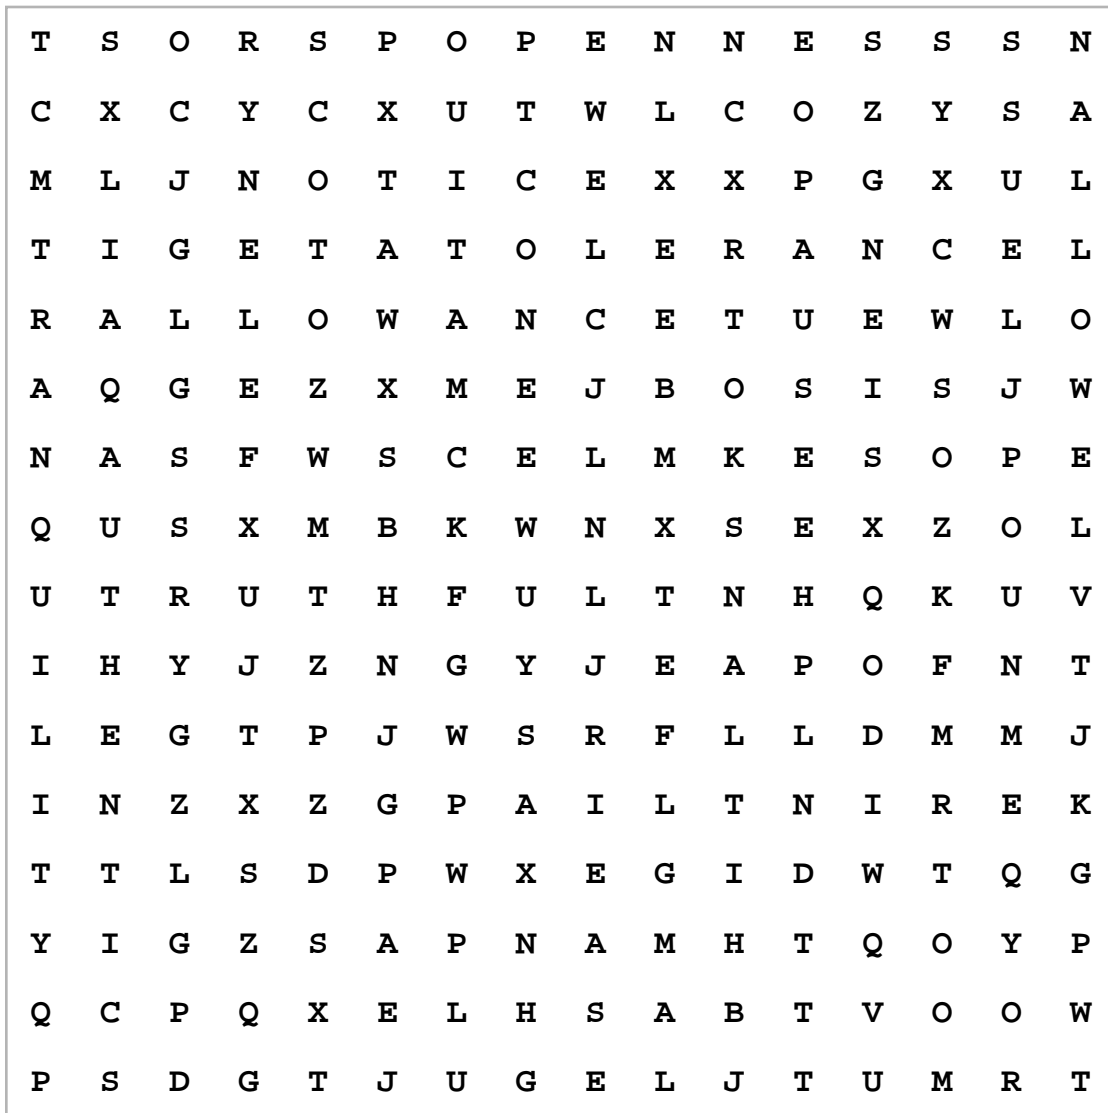 T S O R S P O P E N N E S S S N
C X C Y C X U T W L C O Z Y S A
M L J N O T I C E X X P G X U L
T I G E T A T O L E R A N C E L
R A L L O W A N C E T U E W L O
A Q G E Z X M E J B O S I S J W
N A S F W S C E L M K E S O P E
Q U S X M B K W N X S E X Z O L
U T R U T H F U L T N H Q K U V
I H Y J Z N G Y J E A P O F N T
L E G T P J W S R F L L D M M J
I N Z X Z G P A I L T N I R E K
T T L S D P W X E G I D W T Q G
Y I G Z S A P N A M H T Q O Y P
Q C P Q X E L H S A B T V O O W
P S D G T J U G E L J T U M R T